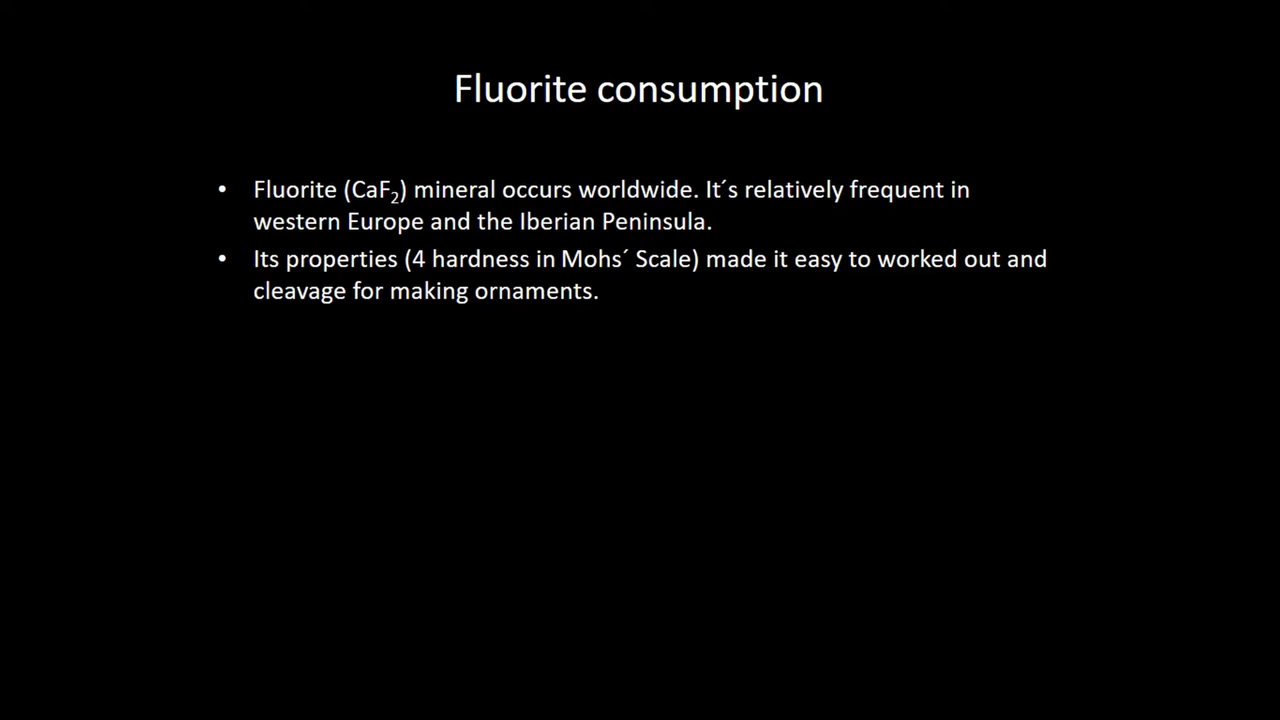 Fluorite consumption
• Fluorite (CaF₂) mineral occurs worldwide. It´s relatively frequent in
western Europe and the Iberian Peninsula.
• Its properties (4 hardness in Mohs´ Scale) made it easy to worked out and
cleavage for making ornaments.